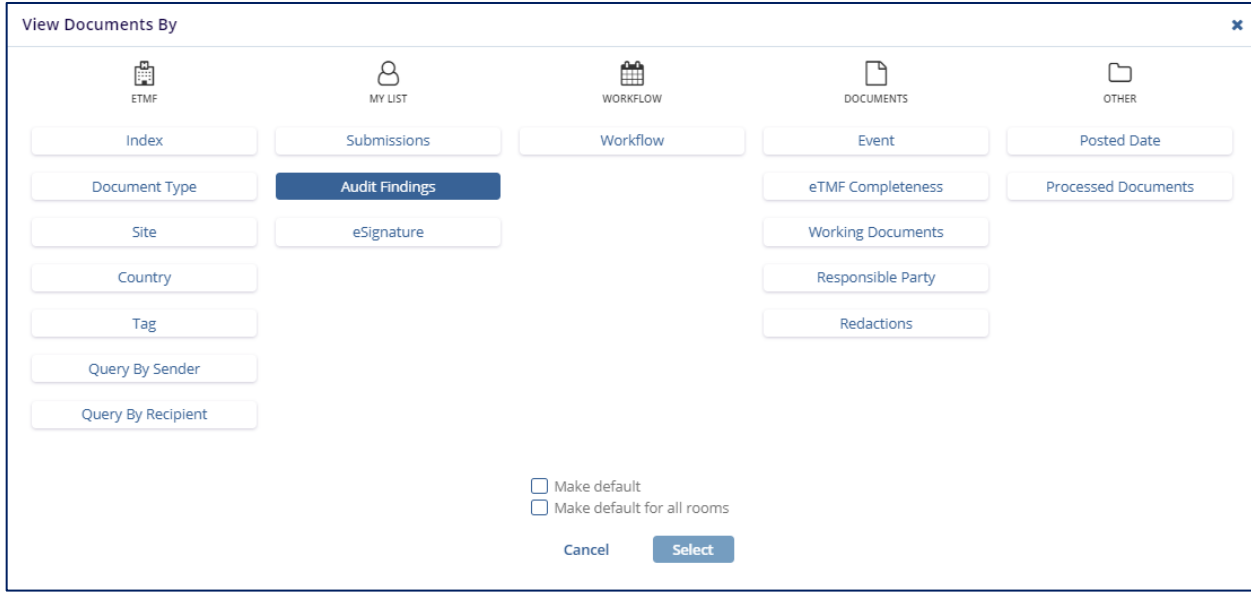 View Documents By
ETMF
MY LIST
WORKFLOW
DOCUMENTS
OTHER
Index
Submissions
Workflow
Event
Posted Date
Document Type
Audit Findings
eTMF Completeness
Processed Documents
Site
eSignature
Working Documents
Country
Responsible Party
Tag
Redactions
Query By Sender
Query By Recipient
Make default
Make default for all rooms
Cancel
Select